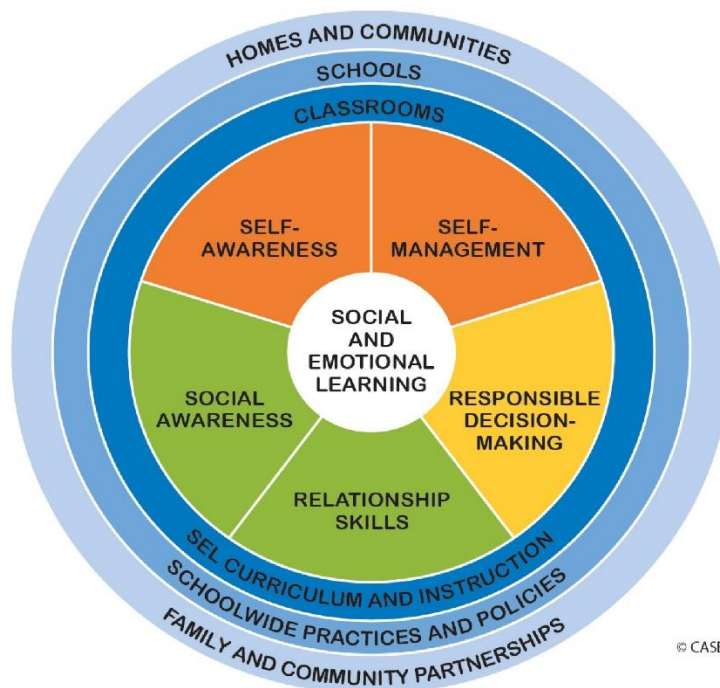 HOMES AND COMMUNITIES
SCHOOLS
CLASSROOMS
SELF-
AWARENESS
SELF-
MANAGEMENT
SOCIAL
AND
EMOTIONAL
LEARNING
SOCIAL
AWARENESS
RESPONSIBLE
DECISION-
MAKING
RELATIONSHIP
SKILLS
SEL CURRICULUM AND INSTRUCTION
SCHOOLWIDE PRACTICES AND POLICIES
FAMILY AND COMMUNITY PARTNERSHIPS
© CASE